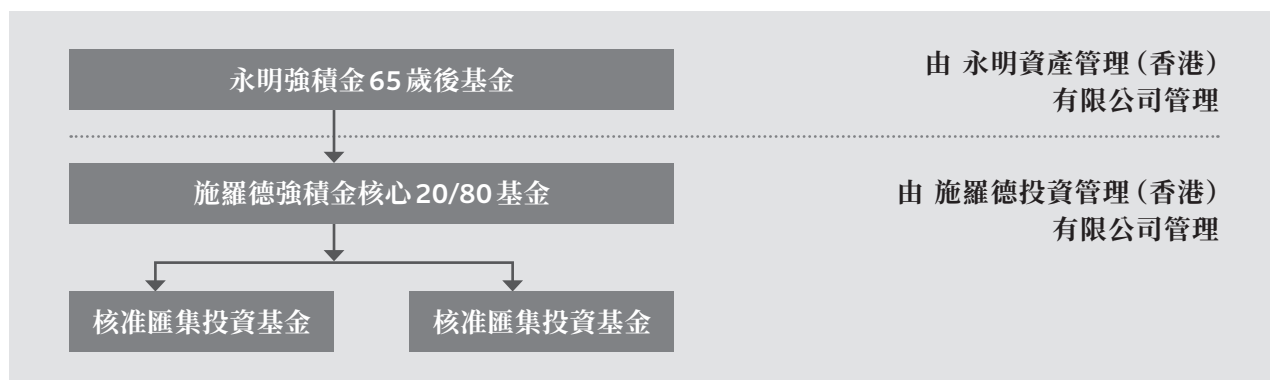 永明強積金65歲後基金
由 永明資產管理(香港)
有限公司管理
施羅德強積金核心20/80基金
由 施羅德投資管理(香港)
有限公司管理
核准匯集投資基金
核准匯集投資基金